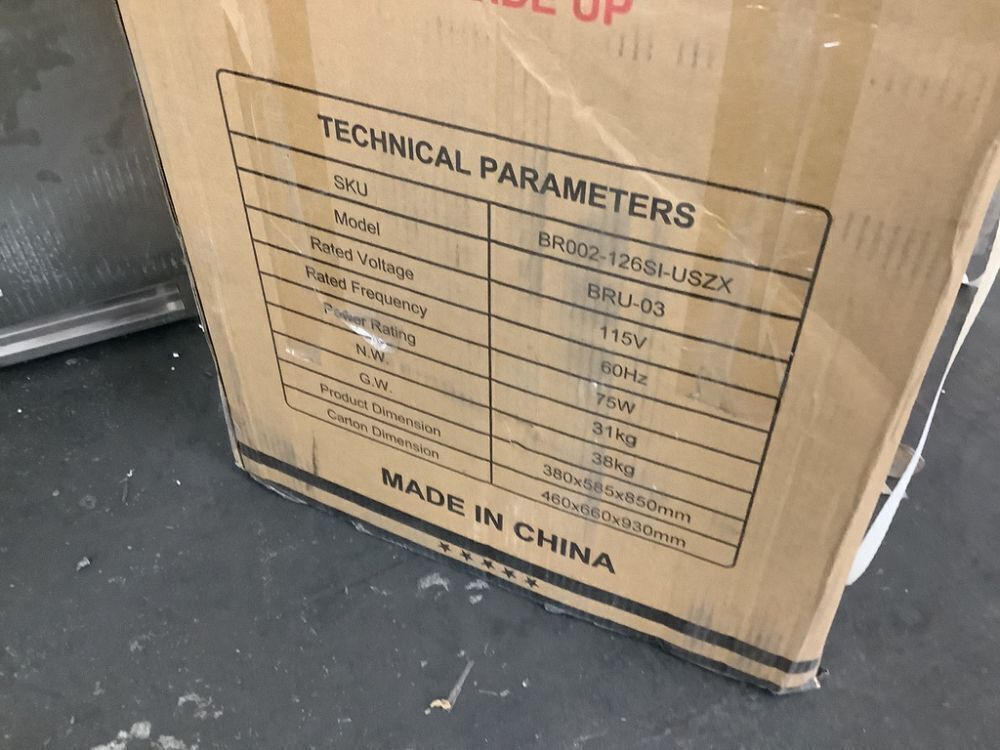 UP
TECHNICAL PARAMETERS
SKU BR002-126SI-USZX
Model BRU-03
Rated Voltage 115V
Rated Frequency 60Hz
Power Rating 75W
N.W. 31kg
G.W. 38kg
Product Dimension 380x585x850mm
Carton Dimension 460x660x930mm
MADE IN CHINA